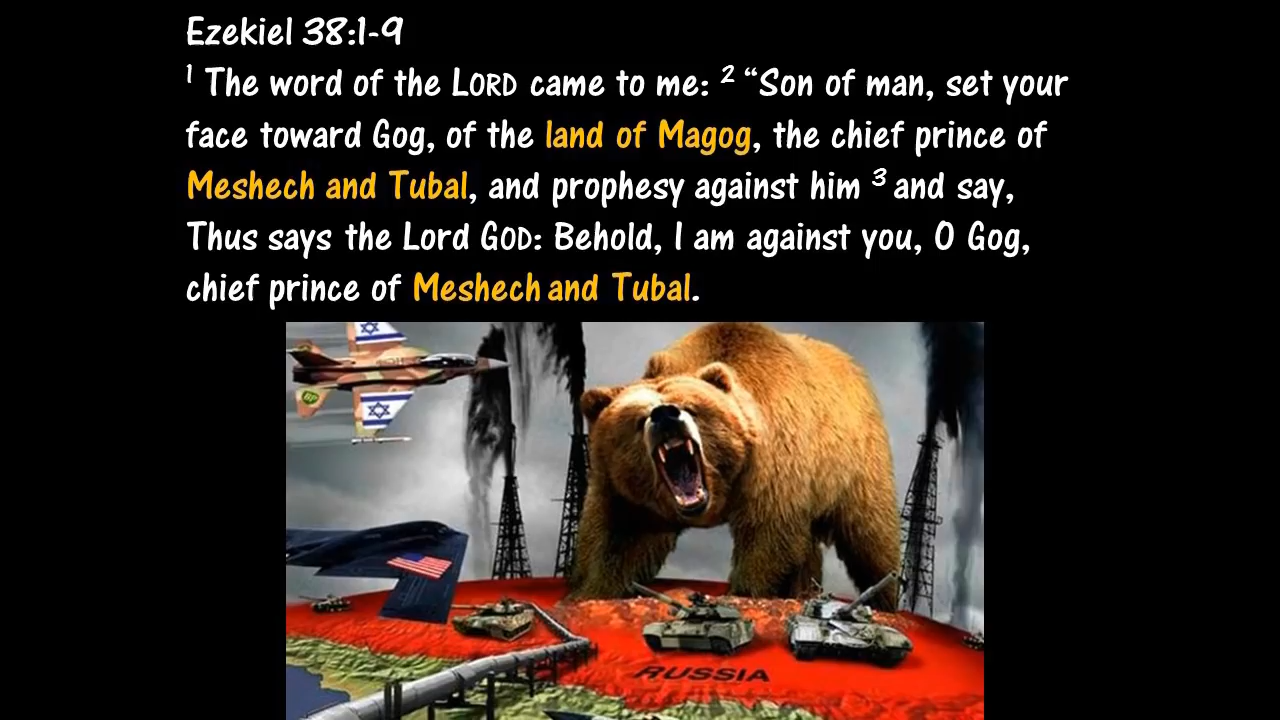 Ezekiel 38:1-9
1 The word of the LORD came to me: 2 “Son of man, set your
face toward Gog, of the land of Magog, the chief prince of
Meshech and Tubal, and prophesy against him 3 and say,
Thus says the Lord GOD: Behold, I am against you, O Gog,
chief prince of Meshech and Tubal.
BP
RUSSIA